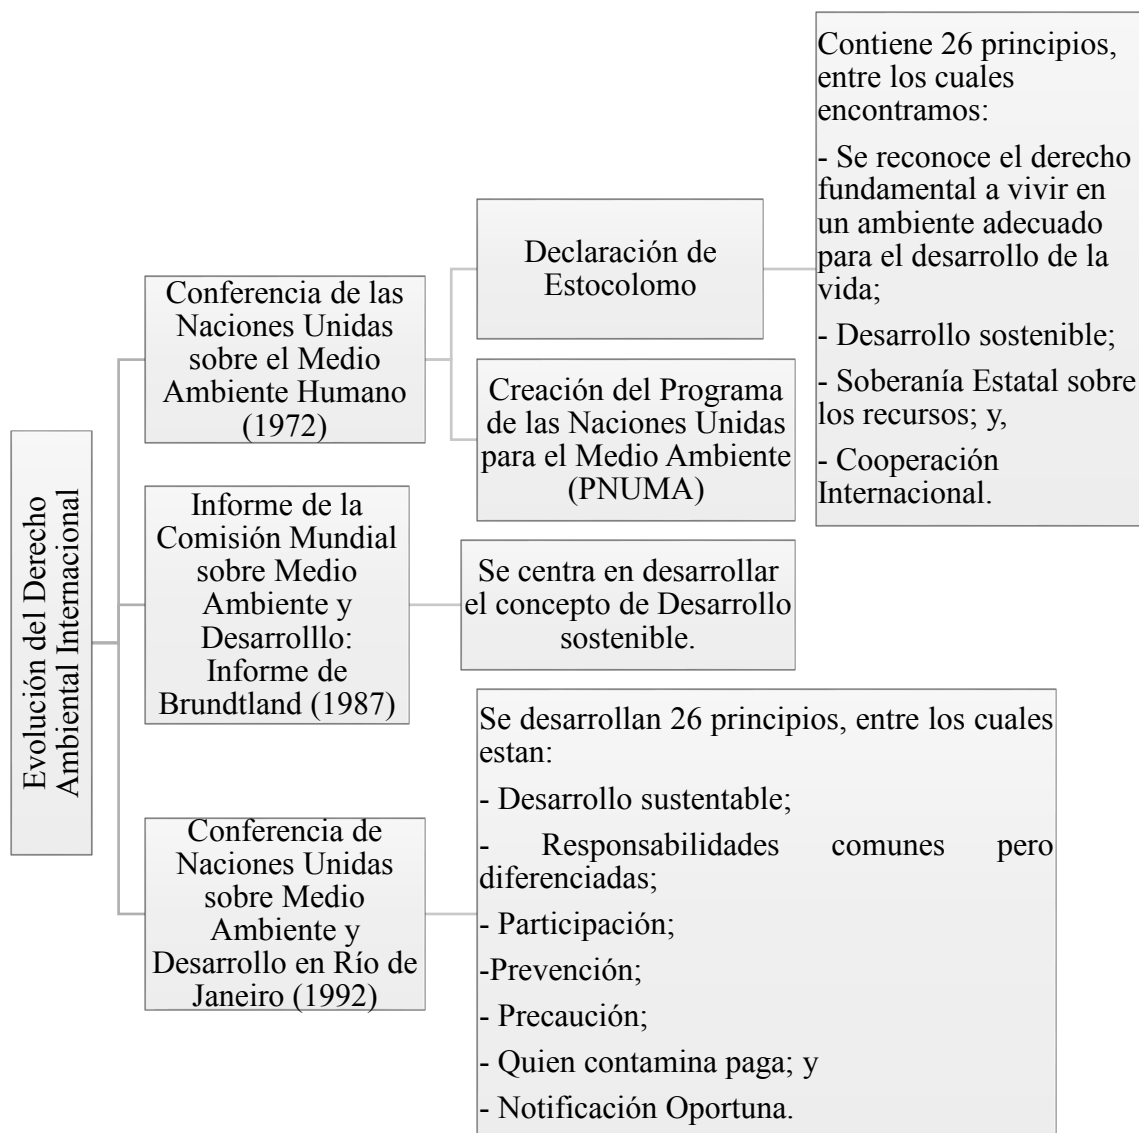 Evolución del Derecho
Ambiental Internacional
Conferencia de las
Naciones Unidas
sobre el Medio
Ambiente Humano
(1972)
Declaración de
Estocolomo
Contiene 26 principios,
entre los cuales
encontramos:
- Se reconoce el derecho
fundamental a vivir en
un ambiente adecuado
para el desarrollo de la
vida;
- Desarrollo sostenible;
- Soberanía Estatal sobre
los recursos; y,
- Cooperación
Internacional.
Creación del Programa
de las Naciones Unidas
para el Medio Ambiente
(PNUMA)
Informe de la
Comisión Mundial
sobre Medio
Ambiente y
Desarrolllo:
Informe de
Brundtland (1987)
Se centra en desarrollar
el concepto de Desarrollo
sostenible.
Conferencia de
Naciones Unidas
sobre Medio
Ambiente y
Desarrollo en Río de
Janeiro (1992)
Se desarrollan 26 principios, entre los cuales
estan:
- Desarrollo sustentable;
- Responsabilidades comunes pero
diferenciadas;
- Participación;
-Prevención;
- Precaución;
- Quien contamina paga; y
- Notificación Oportuna.